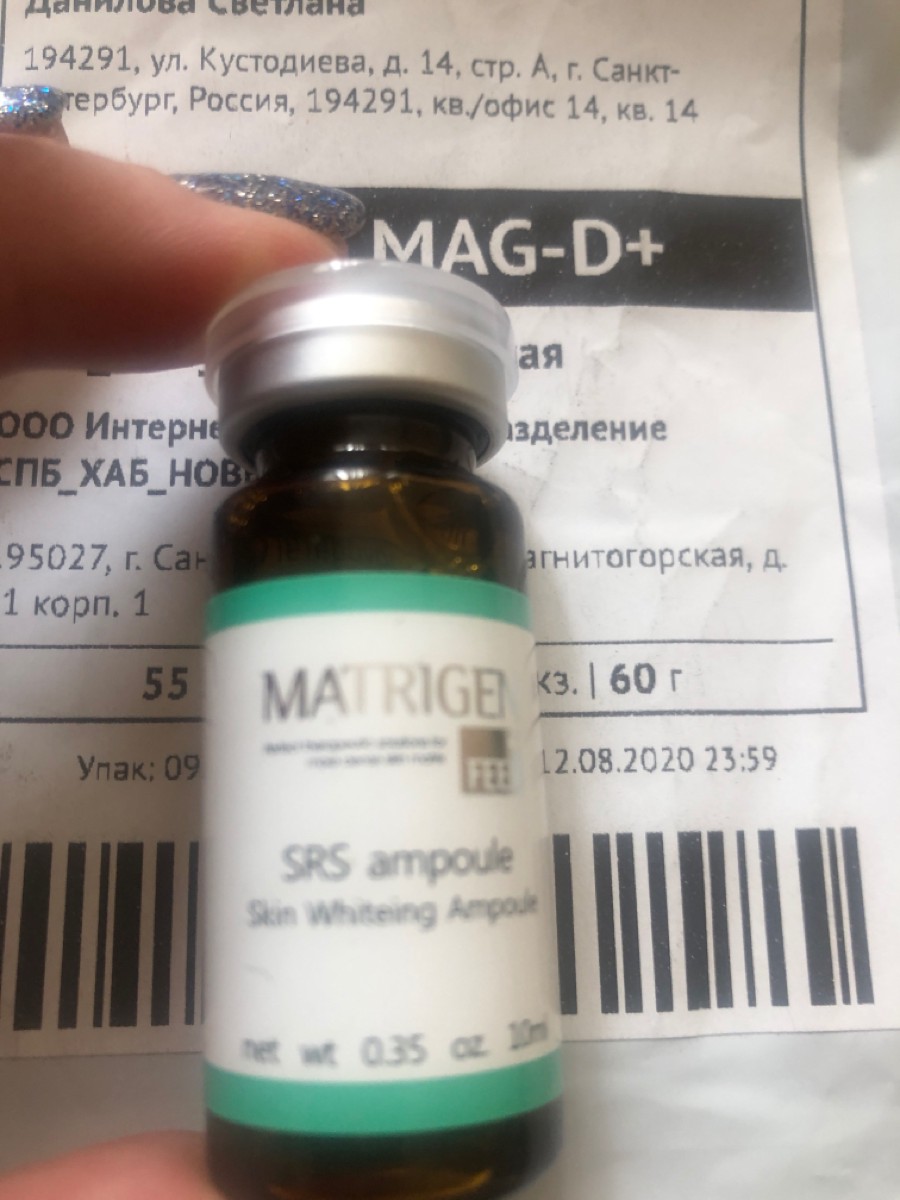 Данилова Светлана
194291, ул. Кустодиева, д. 14, стр. А, г. Санкт-
тербург, Россия, 194291, кв./офис 14, кв. 14
MAG-D+
ая
ООО Интерне азделение
СПБ_ХАБ_НОВ
195027, г. Сан агнитогорская, д.
1 корп. 1
55 кз. | 60 г
Упак: 09 12.08.2020 23:59
MATRIGEN
SRS ampoule
Skin Whiteing Ampoule
net wt 0.35 oz 10ml